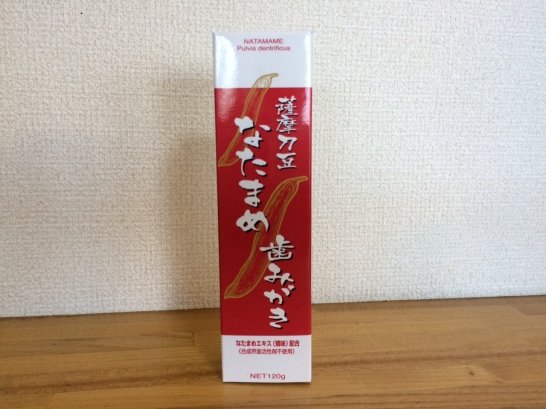 NATAMAME
Pulvis dentrificus
薩摩刀豆
なたまめ
歯みがき
なたまめエキス(矯味)配合
(合成界面活性剤不使用)
NET120g